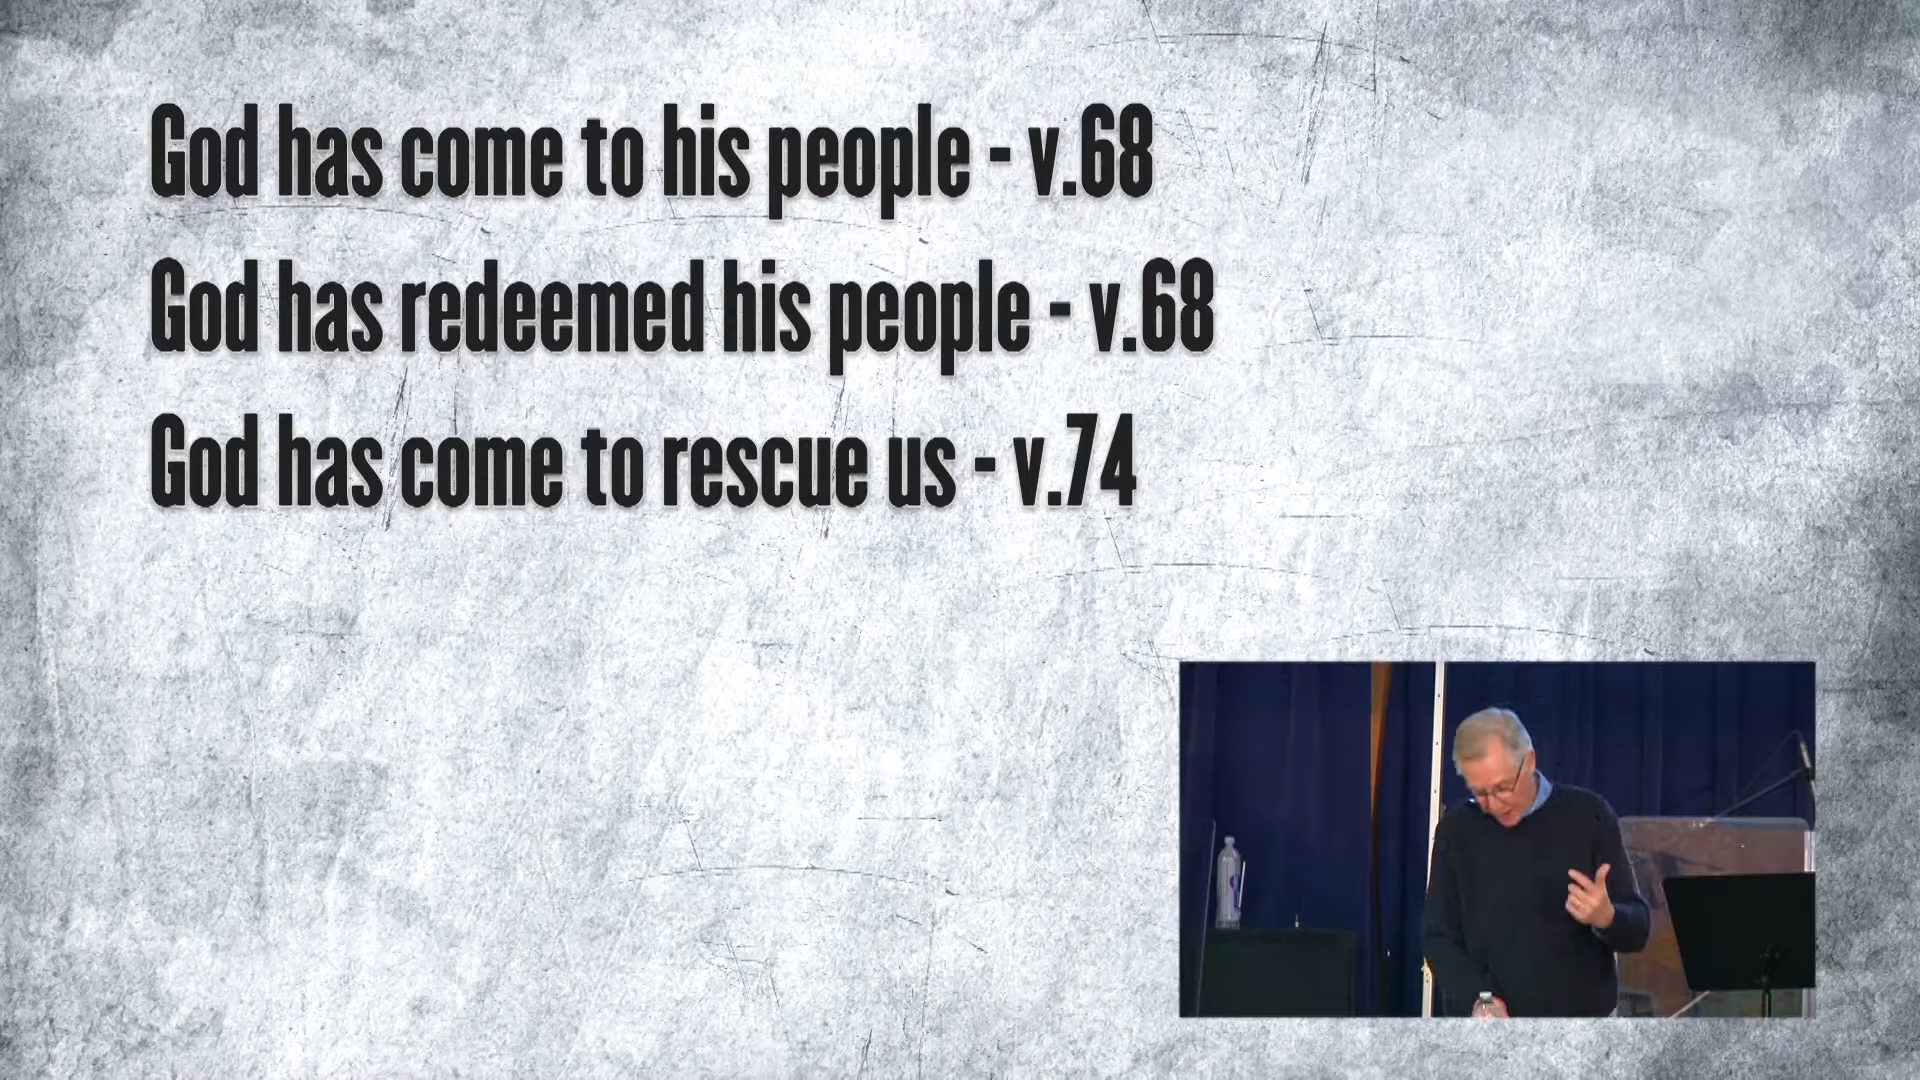 God has come to his people - v.68
God has redeemed his people - v.68
God has come to rescue us - v.74